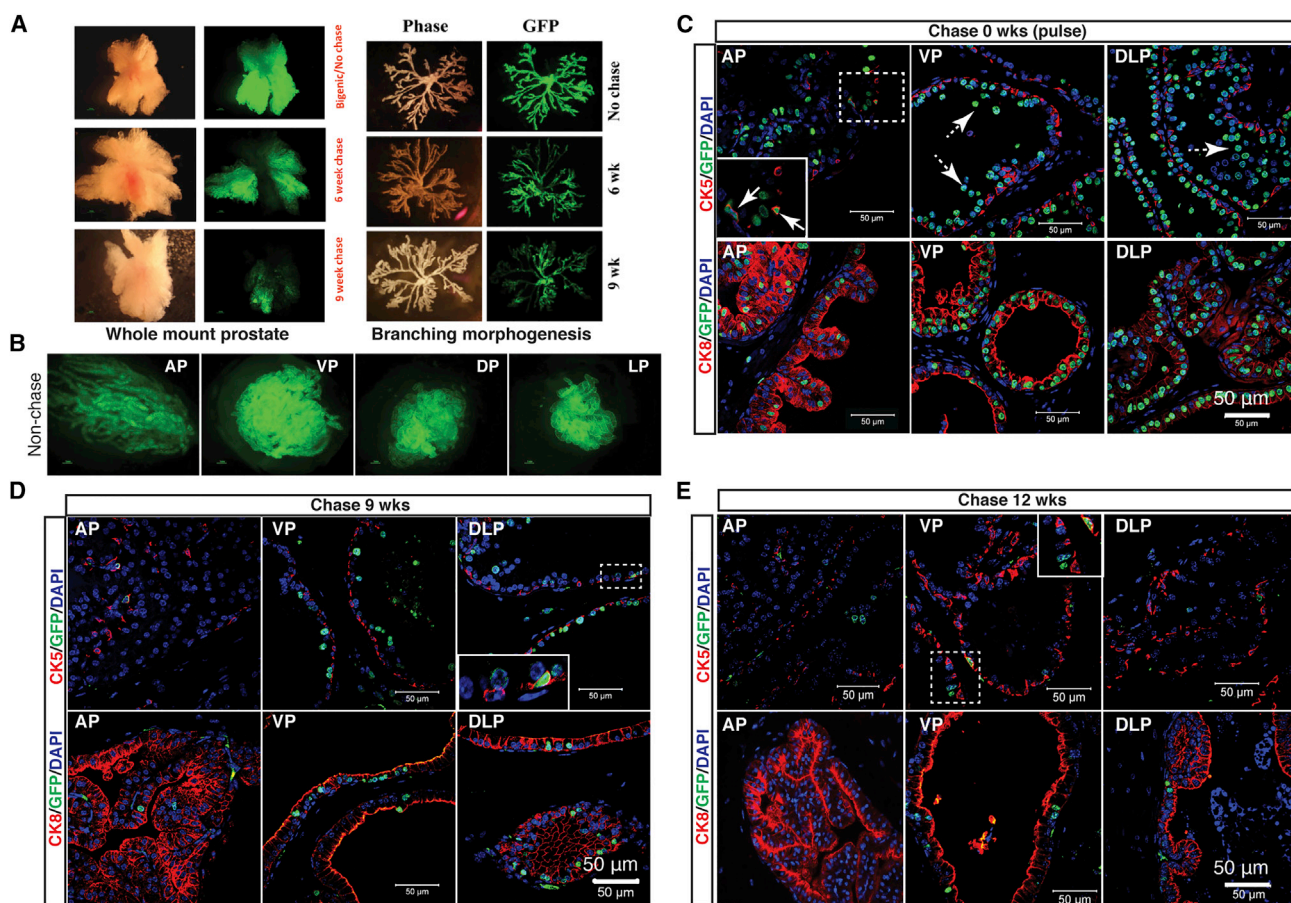 A
Phase
GFP
Bigenic/No chase
6 week chase
9 week chase
No chase
6 wk
9 wk
Whole mount prostate
Branching morphogenesis
B
Non-chase
AP
VP
DP
LP
C
Chase 0 wks (pulse)
CK5/GFP/DAPI
AP
VP
DLP
50 µm
50 µm
50 µm
CK8/GFP/DAPI
AP
VP
DLP
50 µm
50 µm
50 µm
50 µm
D
Chase 9 wks
CK5/GFP/DAPI
AP
VP
DLP
50 µm
50 µm
CK8/GFP/DAPI
AP
VP
DLP
50 µm
50 µm
50 µm
E
Chase 12 wks
CK5/GFP/DAPI
AP
VP
DLP
50 µm
50 µm
50 µm
CK8/GFP/DAPI
AP
VP
DLP
50 µm
50 µm
50 µm